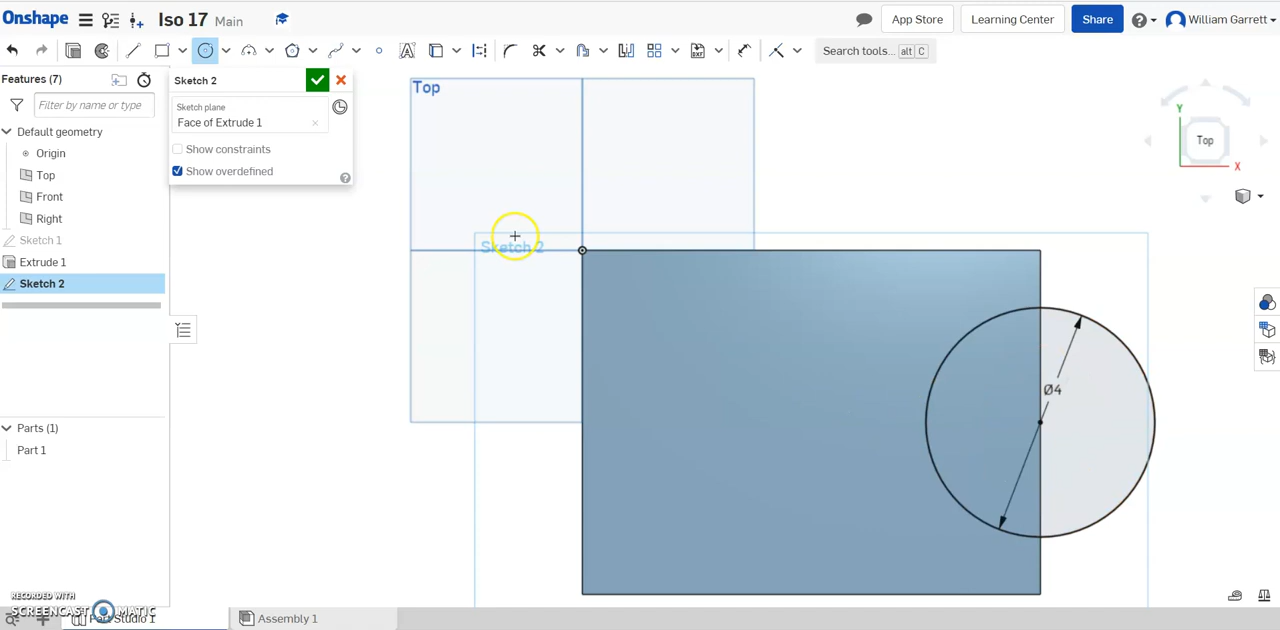 Onshape Iso 17 Main App Store Learning Center Share William Garrett
Search tools... alt C
Features (7)
Filter by name or type
Default geometry
Origin
Top
Front
Right
Sketch 1
Extrude 1
Sketch 2
Parts (1)
Part 1
Sketch 2
Sketch plane
Face of Extrude 1
Show constraints
Show overdefined
Top
Sketch 2
Ø4
Y
Top
X
RECORDED WITH
SCREENCAST MATIC
Part Studio 1
Assembly 1